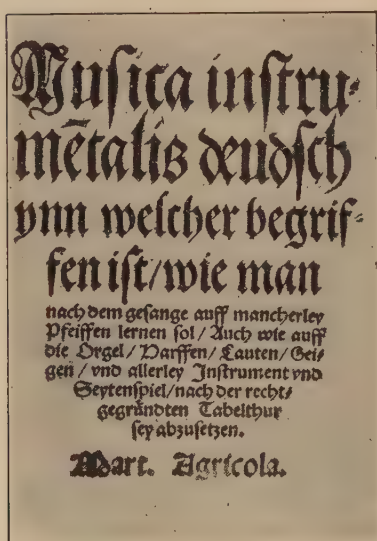 Musica instru⸗
mētalis deudsch
ynn welcher begrif⸗
fen ist/wie man
nach dem gesange auff mancherley
Pfeiffen lernen sol/Auch wie auff
die Orgel/Harffen/Lauten/Gei⸗
gen/vnd allerley Instrument vnd
Seytenspiel/nach der recht⸗
gegründten Tabelthur
sey abzusetzen.
Mart. Agricola.